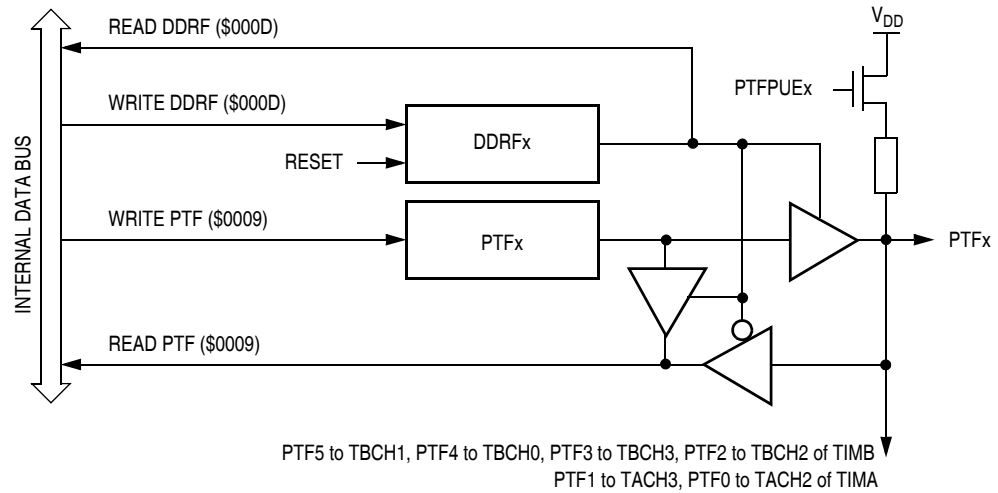 READ DDRF ($000D)
VDD
PTFPUEx
WRITE DDRF ($000D)
DDRFx
RESET
INTERNAL DATA BUS
WRITE PTF ($0009)
PTFx
PTFx
READ PTF ($0009)
PTF5 to TBCH1, PTF4 to TBCH0, PTF3 to TBCH3, PTF2 to TBCH2 of TIMB
PTF1 to TACH3, PTF0 to TACH2 of TIMA